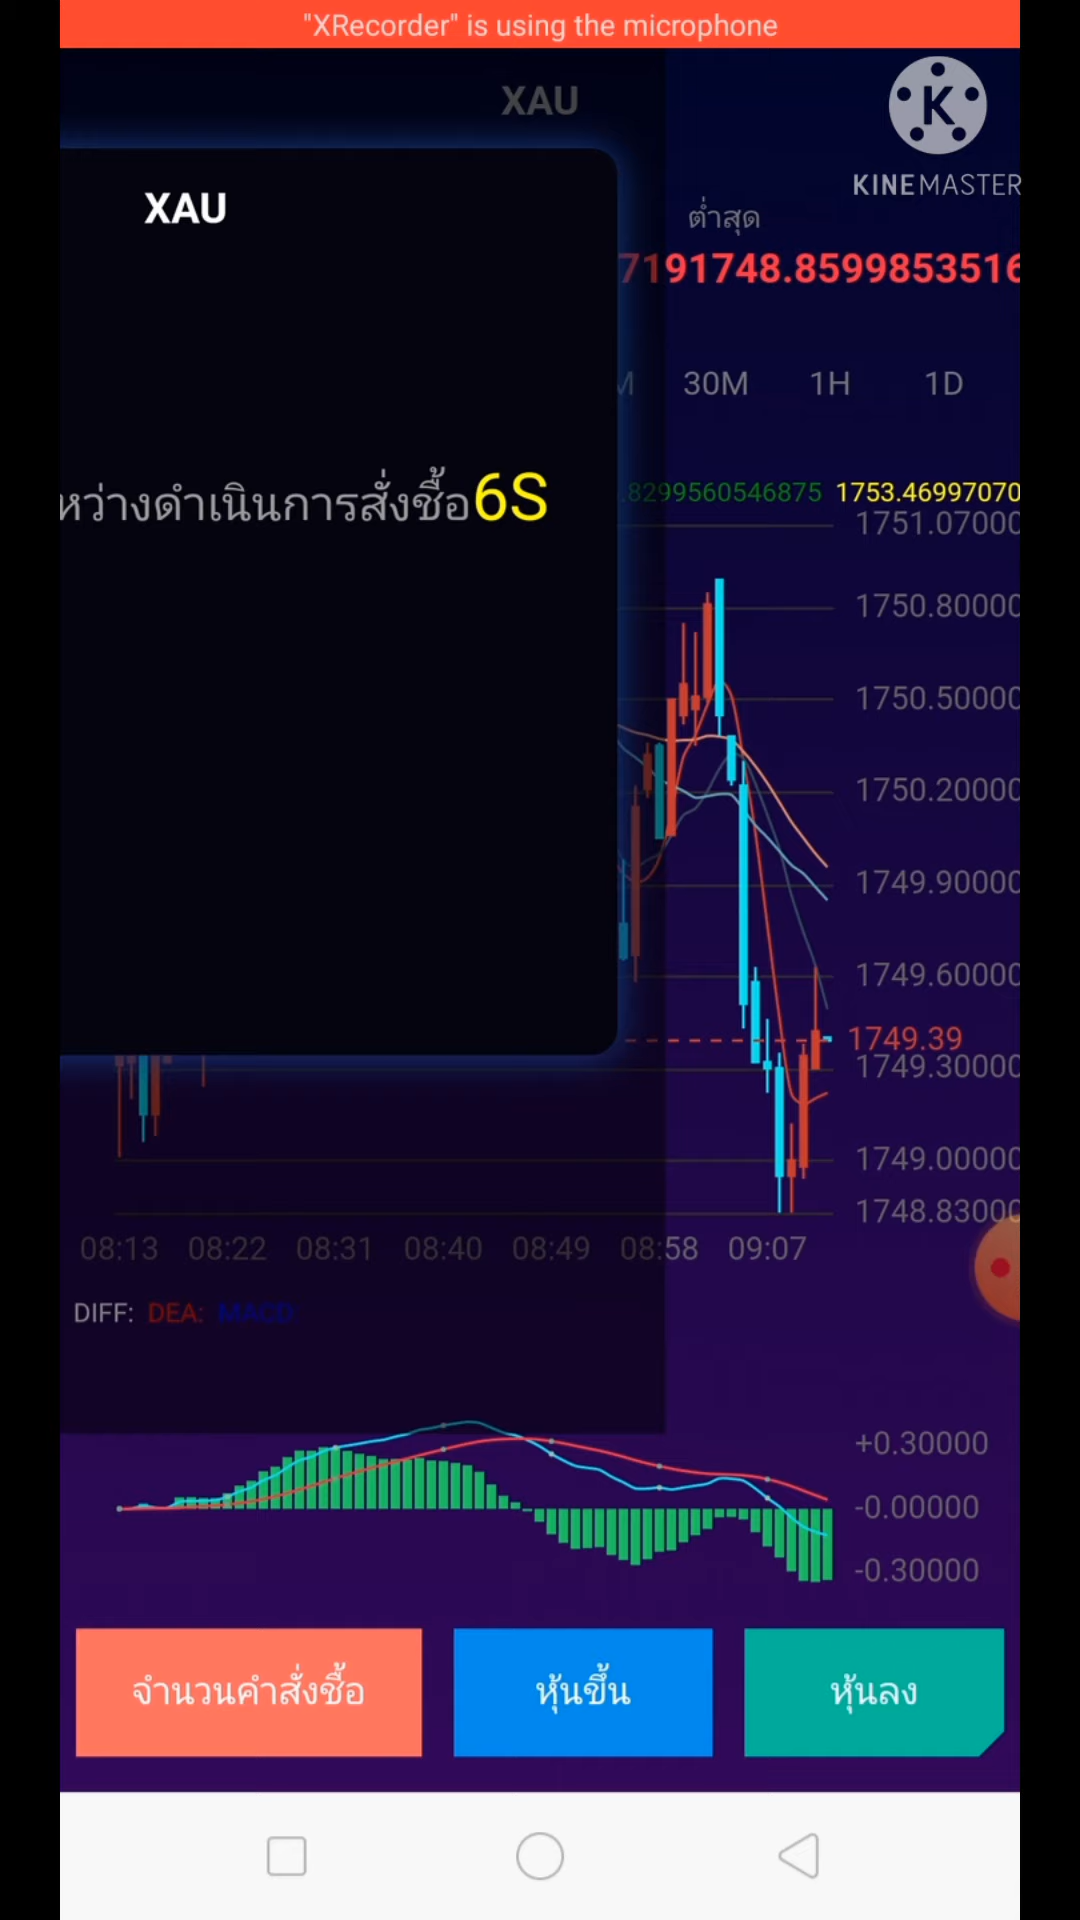 "XRecorder" is using the microphone
XAU
KINEMASTER
XAU
ต่ำสุด
7191748.8599853516
30M 1H 1D
หว่างดำเนินการสั่งซื้อ6S
.8299560546875 1753.46997070
1751.07000
1750.80000
1750.50000
1750.20000
1749.90000
1749.60000
1749.39
1749.30000
1749.00000
1748.83000
08:13 08:22 08:31 08:40 08:49 08:58 09:07
DIFF: DEA: MACD:
+0.30000
-0.00000
-0.30000
จำนวนคำสั่งซื้อ หุ้นขึ้น หุ้นลง